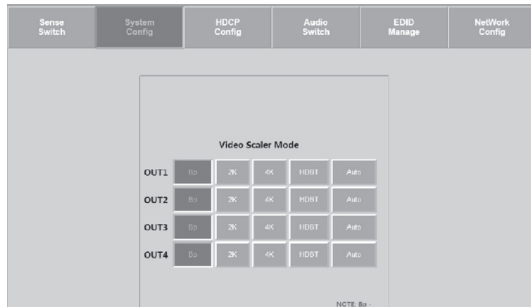 Sense System HDCP Audio EDID NetWork
Switch Config Config Switch Manage Config
Video Scaler Mode
OUT1 Bp 2K 4K HDBT Auto
OUT2 Bp 2K 4K HDBT Auto
OUT3 Bp 2K 4K HDBT Auto
OUT4 Bp 2K 4K HDBT Auto
NOTE: Bp -